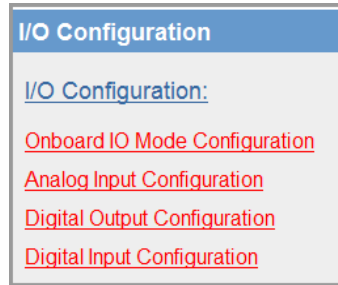 I/O Configuration
I/O Configuration:
Onboard IO Mode Configuration
Analog Input Configuration
Digital Output Configuration
Digital Input Configuration